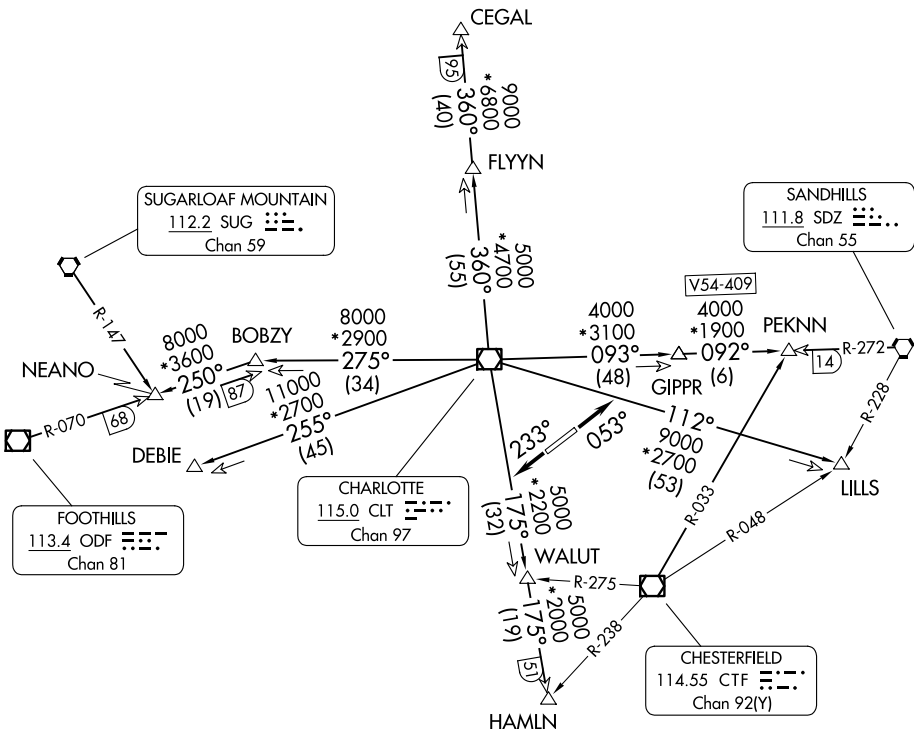 CEGAL
95
360°
(40)
9000
*6800
FLYYN
SUGARLOAF MOUNTAIN
112.2 SUG
Chan 59
SANDHILLS
111.8 SDZ
Chan 55
5000
*4700
360°
(55)
R-147
8000
*3600
250°
(19)
BOBZY
87
8000
*2900
275°
(34)
4000
*3100
093°
(48)
V54-409
4000
*1900
092°
(6)
PEKNN
14
R-272
GIPPR
NEANO
R-070
68
11000
*2700
255°
(45)
DEBIE
112°
9000
*2700
(53)
R-228
LILLS
233°
053°
FOOTHILLS
113.4 ODF
Chan 81
CHARLOTTE
115.0 CLT
Chan 97
5000
*2200
175°
(32)
R-033
R-048
WALUT
R-275
5000
*2000
175°
(19)
51
R-238
HAMLN
CHESTERFIELD
114.55 CTF
Chan 92(Y)